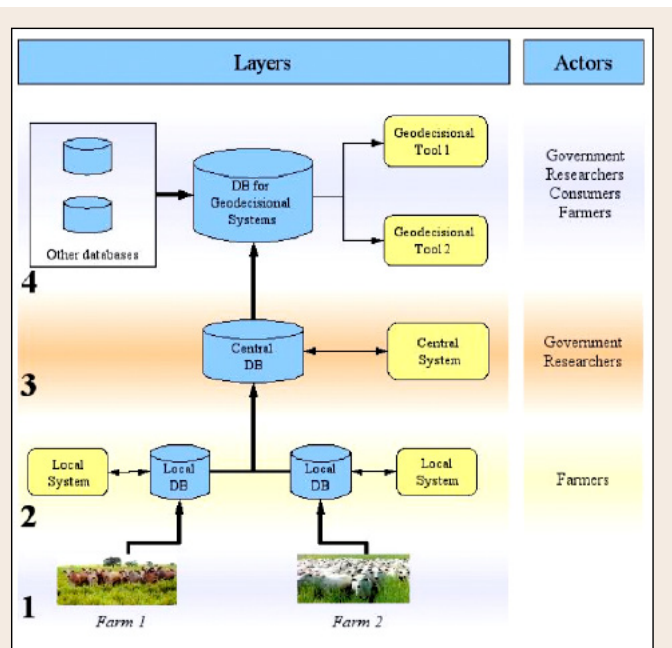 Layers
Actors
Geodecisional
Tool 1
DB for
Geodecisional
Systems
Geodecisional
Tool 2
Other databases
Government
Researchers
Consumers
Farmers
4
Central
DB
Central
System
Government
Researchers
3
Local
System
Local
DB
Local
DB
Local
System
Farmers
2
1
Farm 1
Farm 2